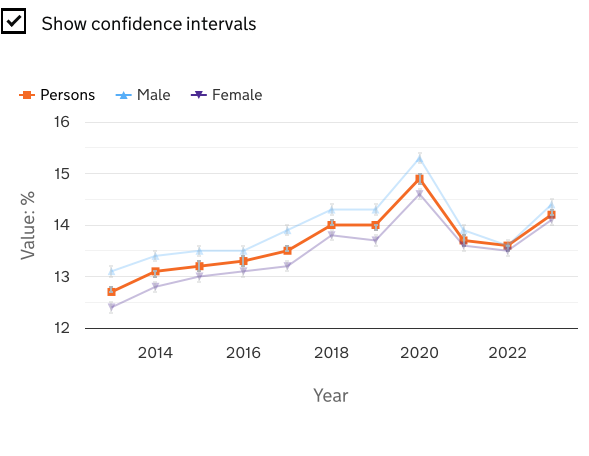 Show confidence intervals
Persons Male Female
16
15
14
13
12
Value: %
2014 2016 2018 2020 2022
Year